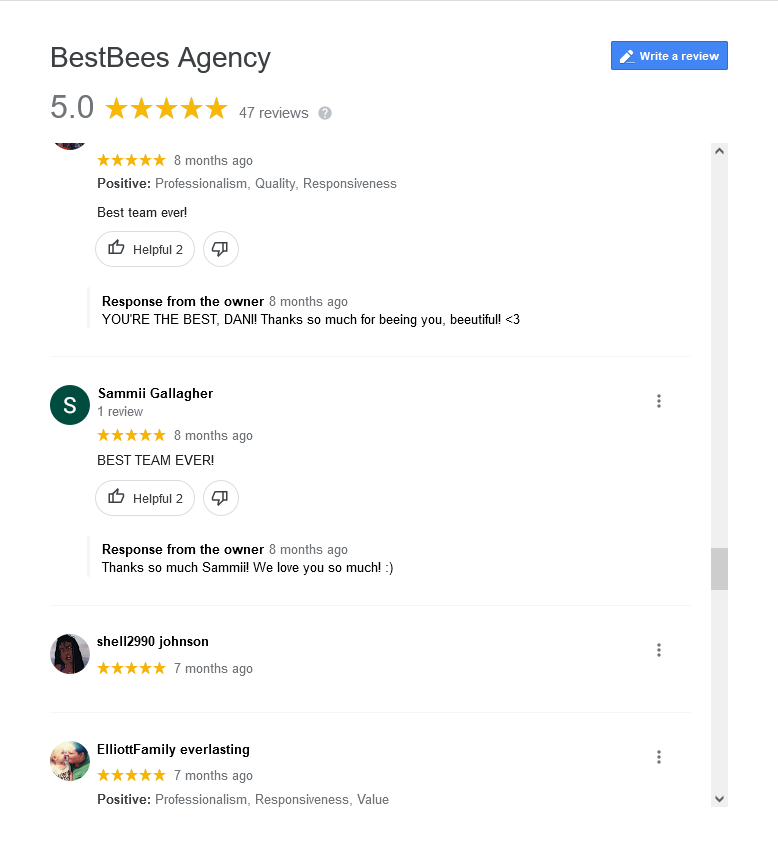 BestBees Agency
Write a review
5.0 47 reviews ?
8 months ago
Positive: Professionalism, Quality, Responsiveness
Best team ever!
Helpful 2
Response from the owner 8 months ago
YOU'RE THE BEST, DANI! Thanks so much for beeing you, beeutiful! <3
S
Sammii Gallagher
1 review
8 months ago
BEST TEAM EVER!
Helpful 2
Response from the owner 8 months ago
Thanks so much Sammii! We love you so much! :)
shell2990 johnson
7 months ago
ElliottFamily everlasting
7 months ago
Positive: Professionalism, Responsiveness, Value